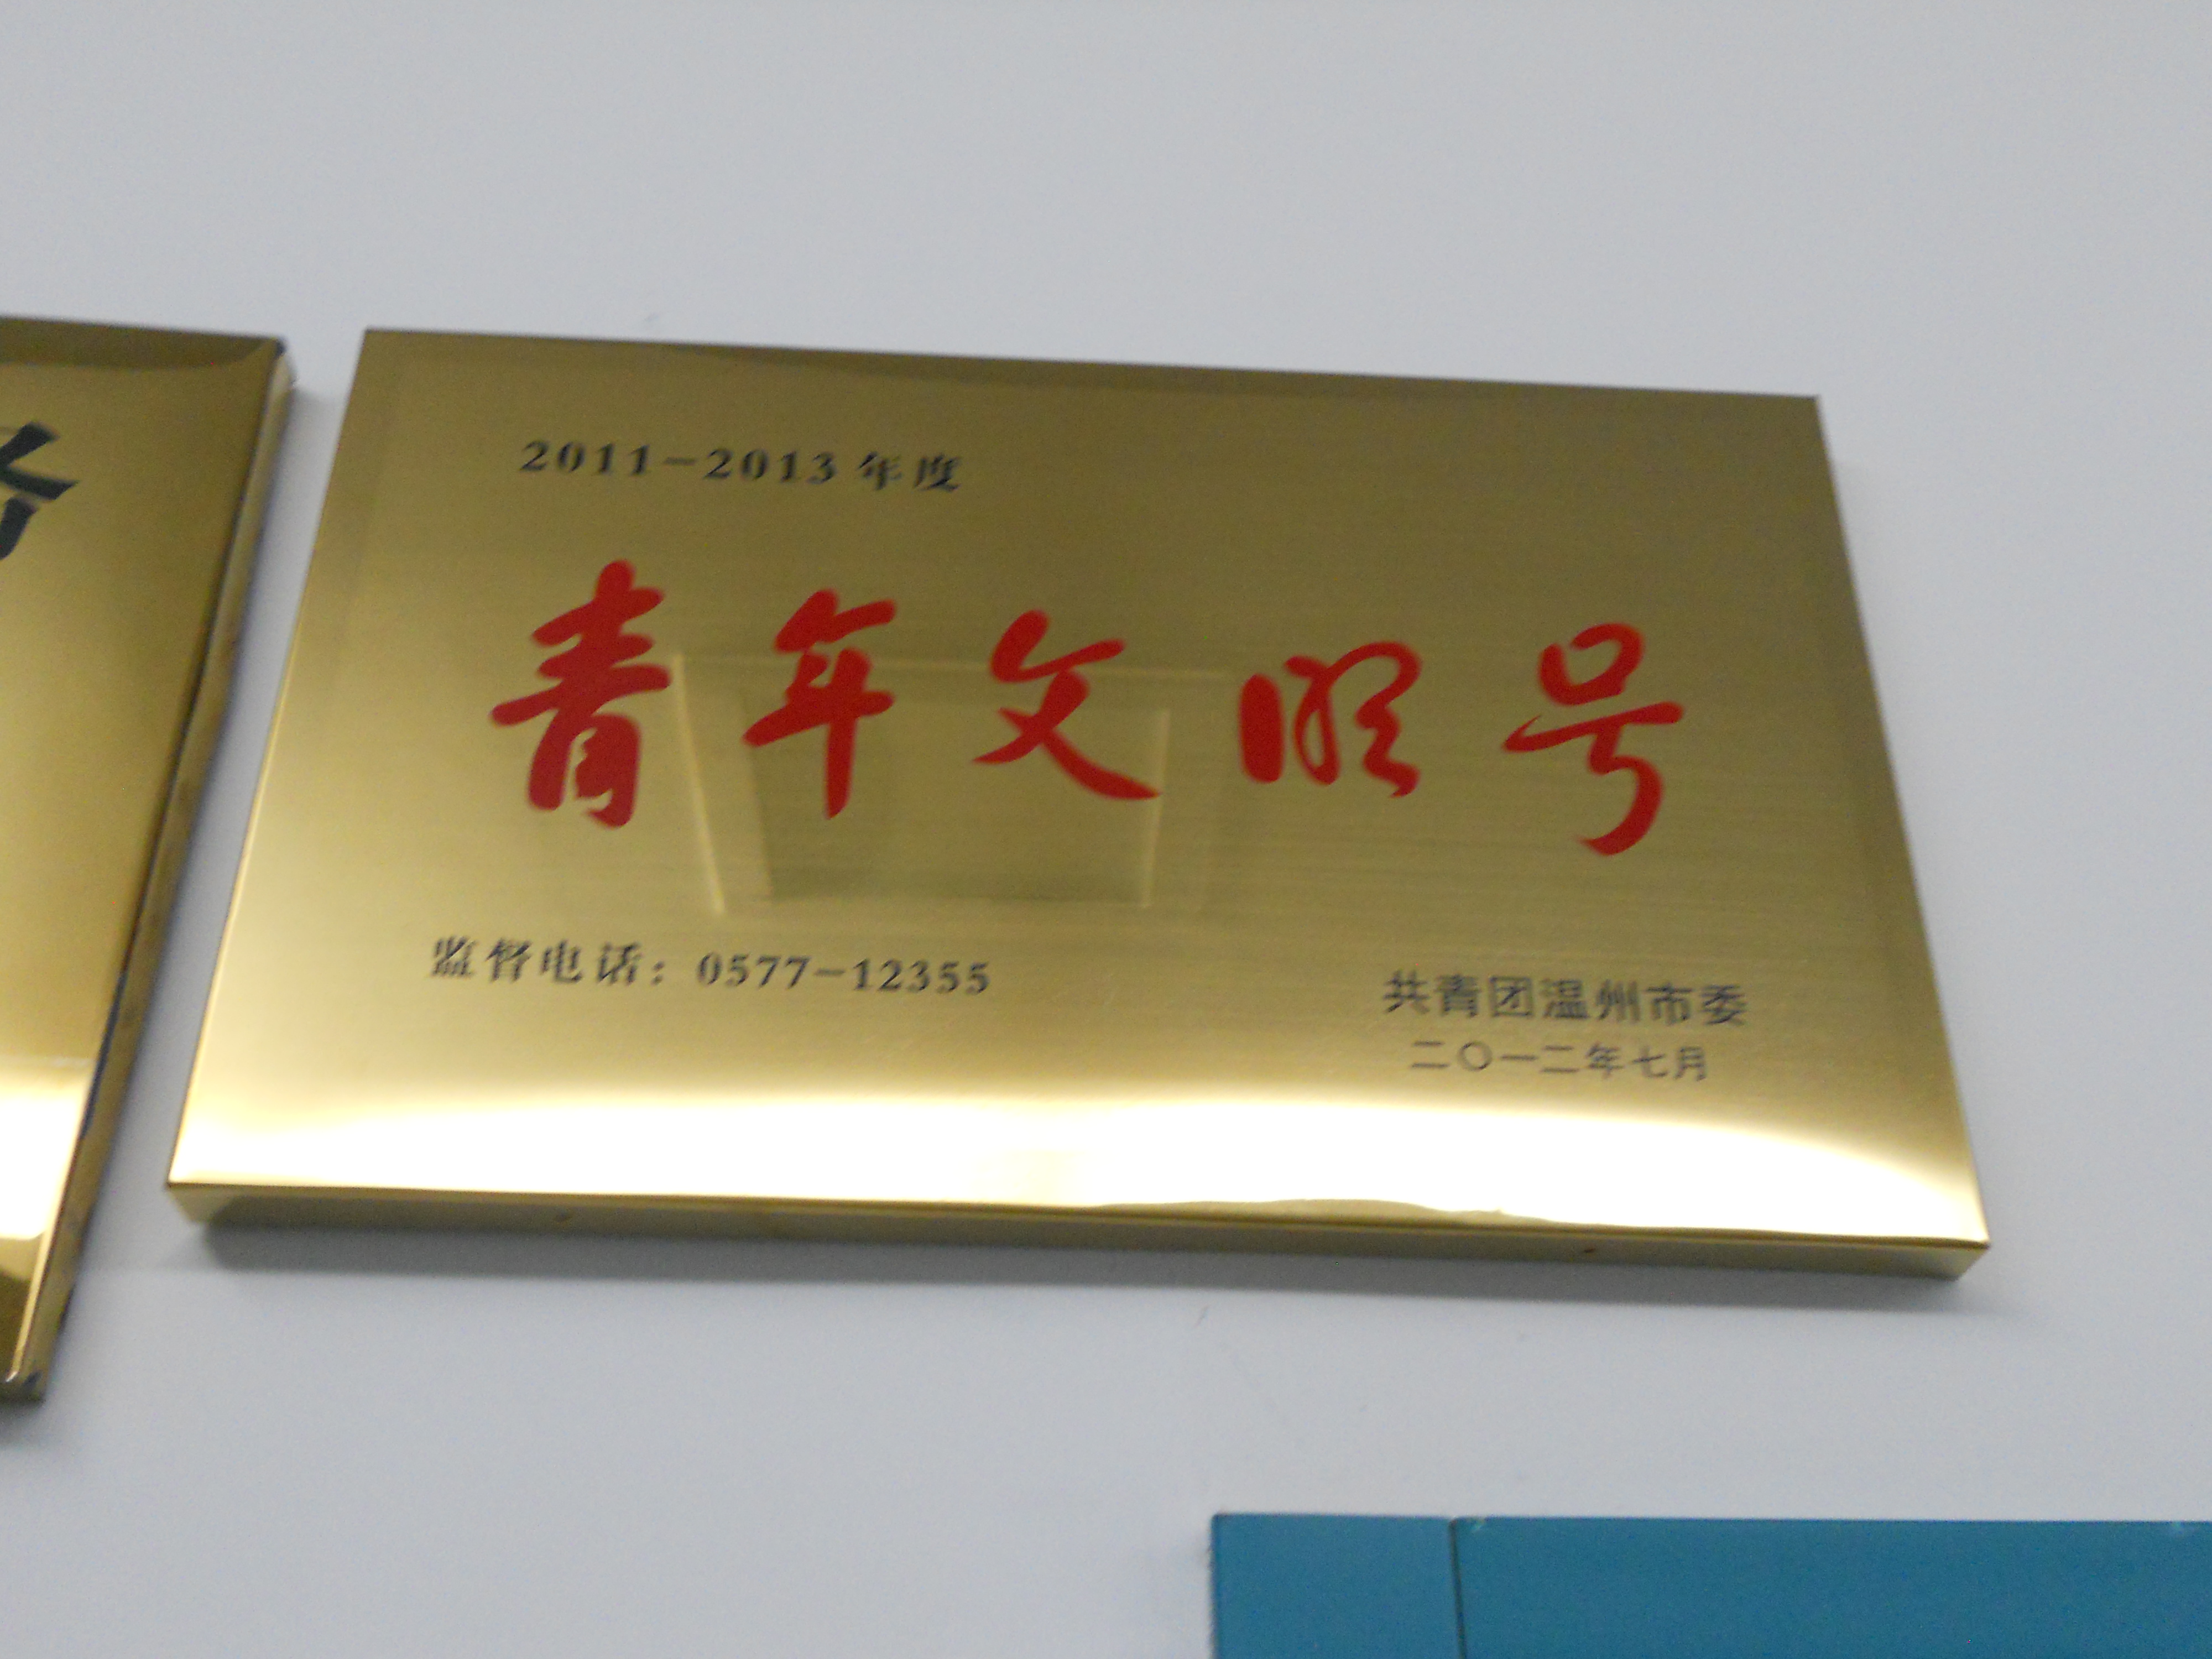 2011-2013年度
青年文明号
监督电话：0577-12355
共青团温州市委
二〇一二年七月